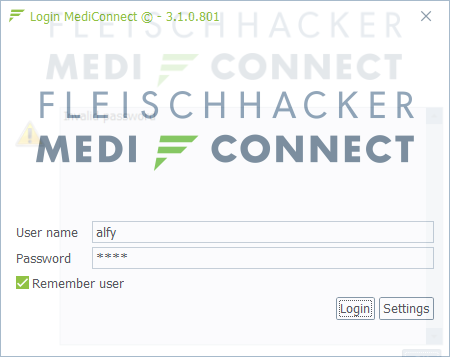 Login MediConnect © - 3.1.0.801
FLEISCHHACKER
MEDI CONNECT
FLEISCHHACKER
Invalid password
MEDI CONNECT
User name alfy
Password ****
Remember user
Login Settings